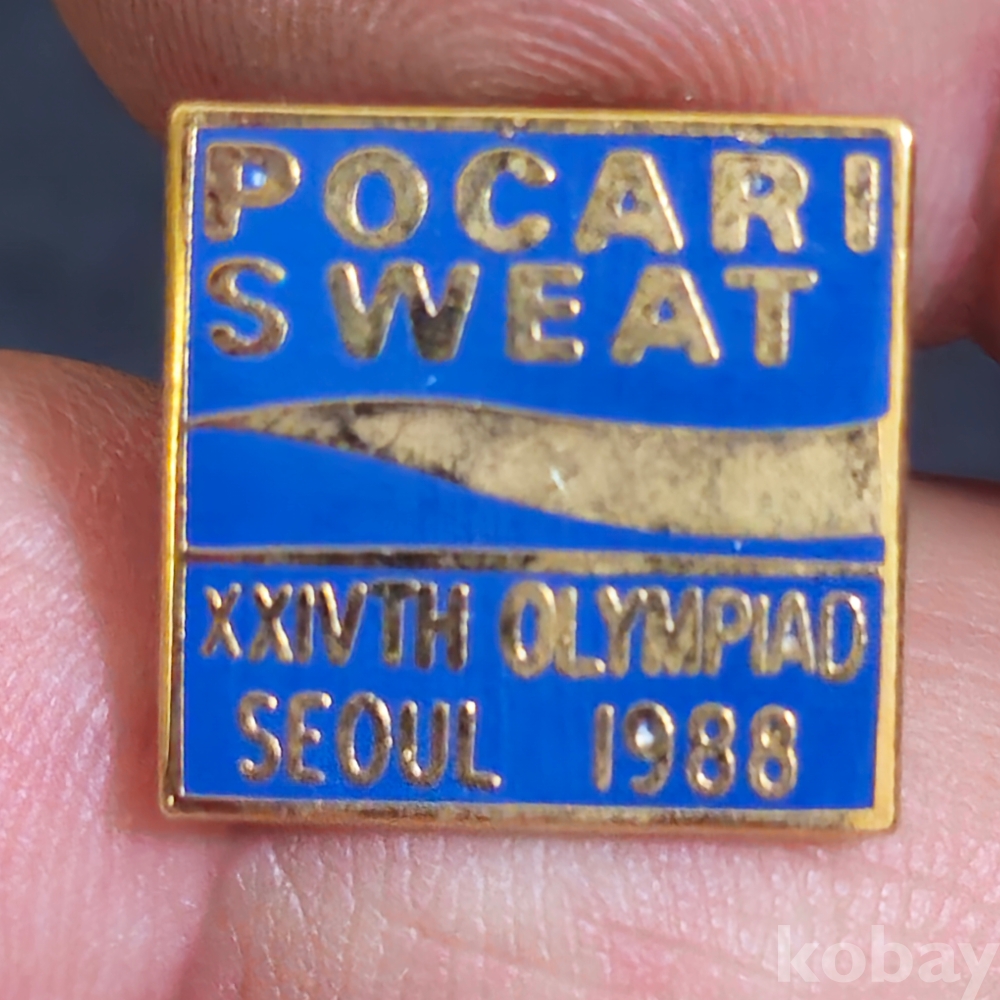 POCARI
SWEAT
XXIVTH OLYMPIAD
SEOUL 1988
kobay